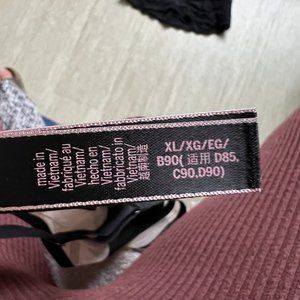 made in
Vietnam/
fabriqué au
Vietnam/
hecho en
Vietnam/
fabbricato in
Vietnam/
越南制造
XL/XG/EG/
B90(适用 D85,
C90,D90)